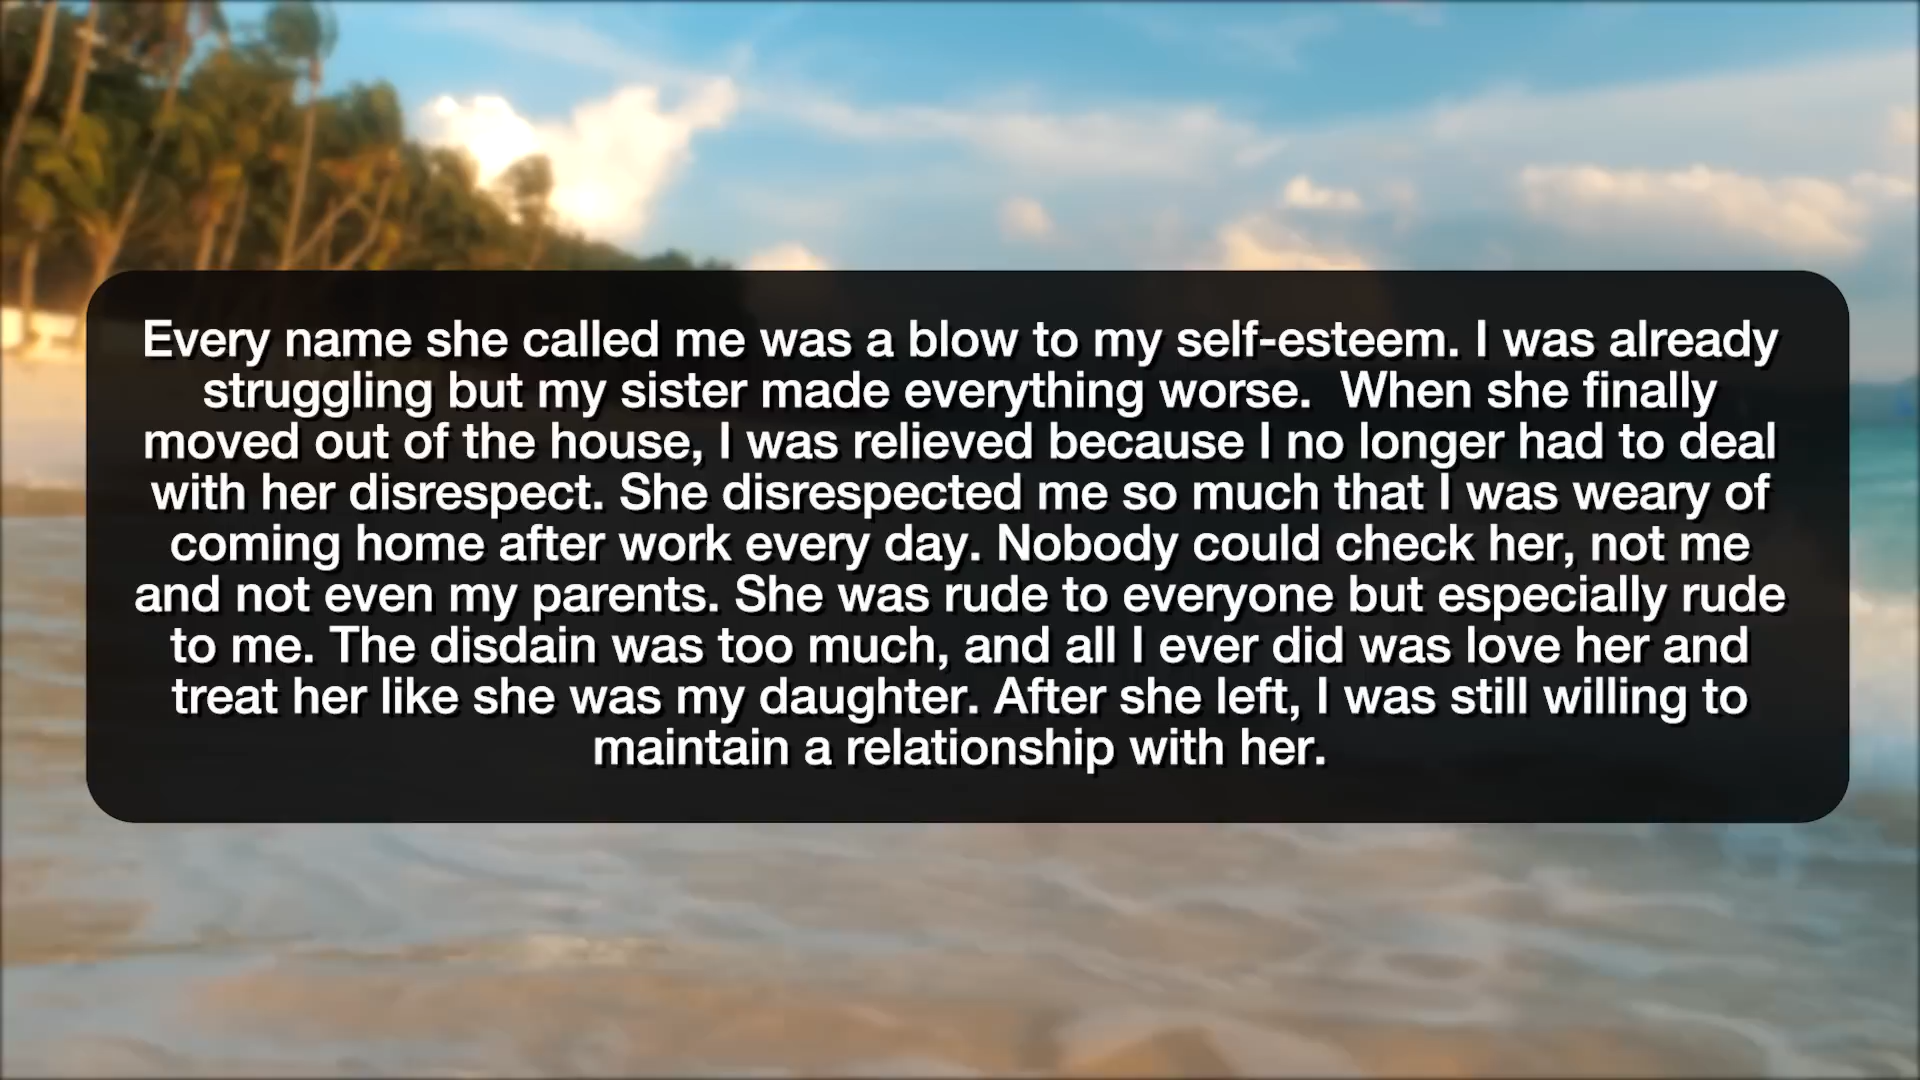 Every name she called me was a blow to my self-esteem. I was already
struggling but my sister made everything worse.  When she finally
moved out of the house, I was relieved because I no longer had to deal
with her disrespect. She disrespected me so much that I was weary of
coming home after work every day. Nobody could check her, not me
and not even my parents. She was rude to everyone but especially rude
to me. The disdain was too much, and all I ever did was love her and
treat her like she was my daughter. After she left, I was still willing to
maintain a relationship with her.